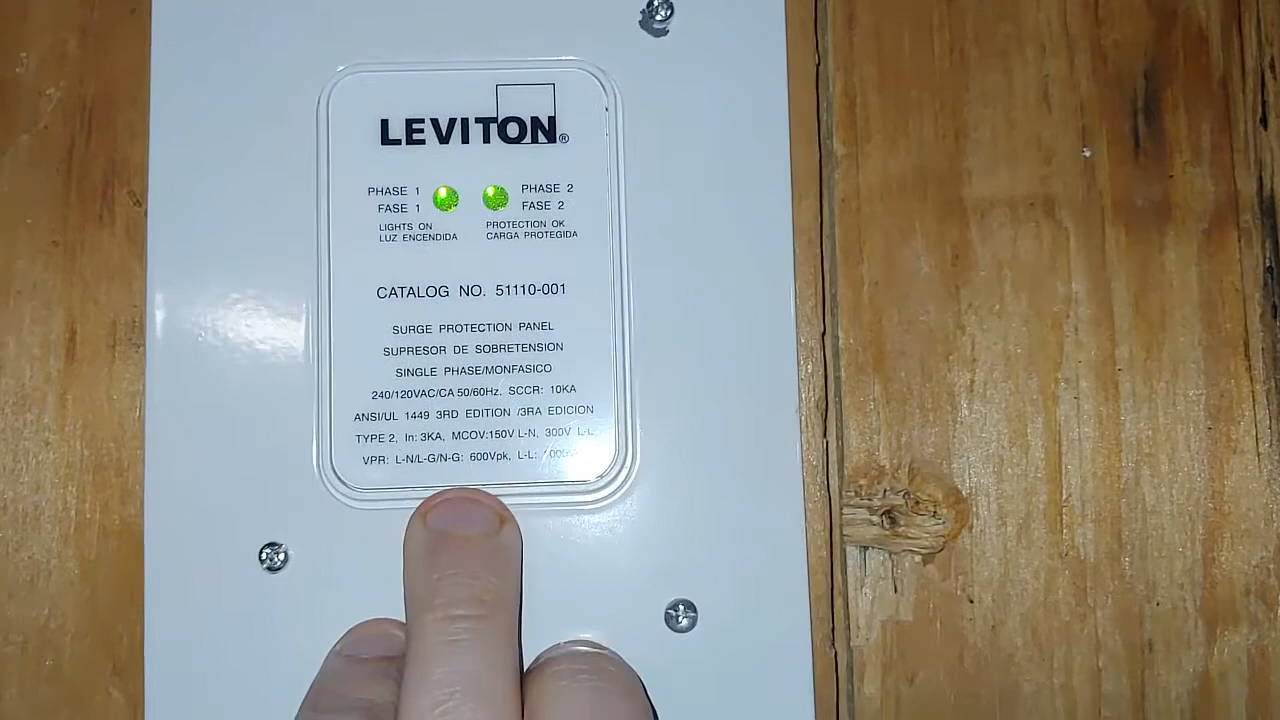 LEVITON®
PHASE 1
FASE 1
PHASE 2
FASE 2
LIGHTS ON
LUZ ENCENDIDA
PROTECTION OK
CARGA PROTEGIDA
CATALOG NO. 51110-001
SURGE PROTECTION PANEL
SUPRESOR DE SOBRETENSION
SINGLE PHASE/MONFASICO
240/120VAC/CA 50/60Hz. SCCR: 10KA
ANSI/UL 1449 3RD EDITION /3RA EDICION
TYPE 2, In: 3KA, MCOV:150V L-N, 300V L-L
VPR: L-N/L-G/N-G: 600Vpk, L-L: